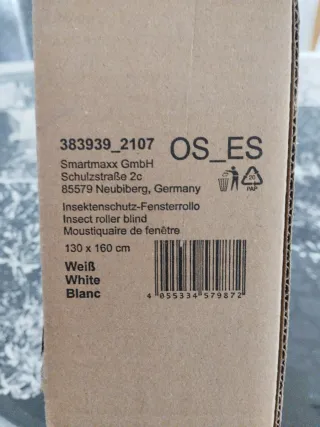 383939_2107
OS_ES
Smartmaxx GmbH
Schulzstraße 2c
85579 Neubiberg, Germany
20
PAP
Insektenschutz-Fensterrollo
Insect roller blind
Moustiquaire de fenêtre
130 x 160 cm
Weiß
White
Blanc
4 055334 579872